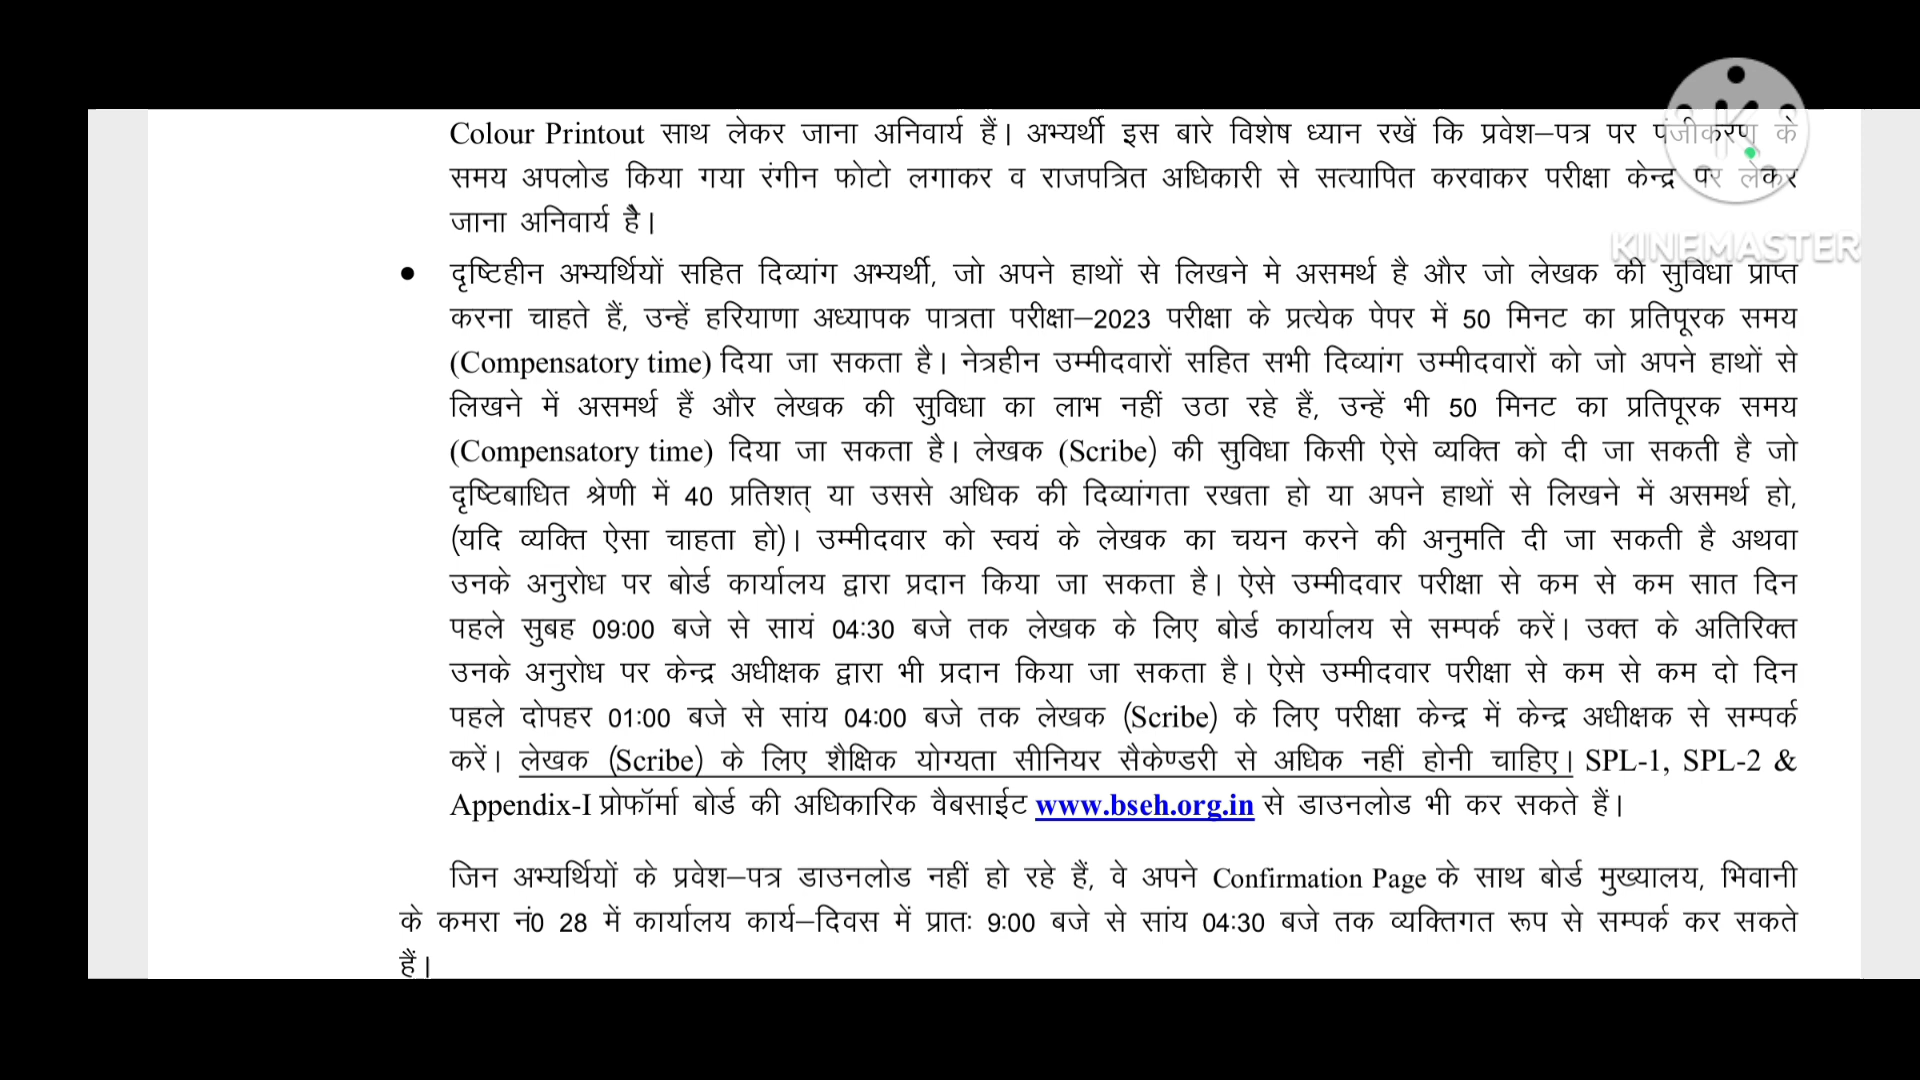 Colour Printout साथ लेकर जाना अनिवार्य हैं। अभ्यर्थी इस बारे विशेष ध्यान रखें कि प्रवेश–पत्र पर पंजीकरण के
समय अपलोड किया गया रंगीन फोटो लगाकर व राजपत्रित अधिकारी से सत्यापित करवाकर परीक्षा केन्द्र पर लेकर
जाना अनिवार्य है।
KINEMASTER
● दृष्टिहीन अभ्यर्थियों सहित दिव्यांग अभ्यर्थी, जो अपने हाथों से लिखने मे असमर्थ है और जो लेखक की सुविधा प्राप्त
करना चाहते हैं, उन्हें हरियाणा अध्यापक पात्रता परीक्षा–2023 परीक्षा के प्रत्येक पेपर में 50 मिनट का प्रतिपूरक समय
(Compensatory time) दिया जा सकता है। नेत्रहीन उम्मीदवारों सहित सभी दिव्यांग उम्मीदवारों को जो अपने हाथों से
लिखने में असमर्थ हैं और लेखक की सुविधा का लाभ नहीं उठा रहे हैं, उन्हें भी 50 मिनट का प्रतिपूरक समय
(Compensatory time) दिया जा सकता है। लेखक (Scribe) की सुविधा किसी ऐसे व्यक्ति को दी जा सकती है जो
दृष्टिबाधित श्रेणी में 40 प्रतिशत् या उससे अधिक की दिव्यांगता रखता हो या अपने हाथों से लिखने में असमर्थ हो,
(यदि व्यक्ति ऐसा चाहता हो)। उम्मीदवार को स्वयं के लेखक का चयन करने की अनुमति दी जा सकती है अथवा
उनके अनुरोध पर बोर्ड कार्यालय द्वारा प्रदान किया जा सकता है। ऐसे उम्मीदवार परीक्षा से कम से कम सात दिन
पहले सुबह 09:00 बजे से सायं 04:30 बजे तक लेखक के लिए बोर्ड कार्यालय से सम्पर्क करें। उक्त के अतिरिक्त
उनके अनुरोध पर केन्द्र अधीक्षक द्वारा भी प्रदान किया जा सकता है। ऐसे उम्मीदवार परीक्षा से कम से कम दो दिन
पहले दोपहर 01:00 बजे से सांय 04:00 बजे तक लेखक (Scribe) के लिए परीक्षा केन्द्र में केन्द्र अधीक्षक से सम्पर्क
करें। लेखक (Scribe) के लिए शैक्षिक योग्यता सीनियर सैकेण्डरी से अधिक नहीं होनी चाहिए। SPL-1, SPL-2 &
Appendix-I प्रोफॉर्मा बोर्ड की अधिकारिक वैबसाईट www.bseh.org.in से डाउनलोड भी कर सकते हैं।
जिन अभ्यर्थियों के प्रवेश–पत्र डाउनलोड नहीं हो रहे हैं, वे अपने Confirmation Page के साथ बोर्ड मुख्यालय, भिवानी
के कमरा नं0 28 में कार्यालय कार्य–दिवस में प्रातः 9:00 बजे से सांय 04:30 बजे तक व्यक्तिगत रूप से सम्पर्क कर सकते
हैं।